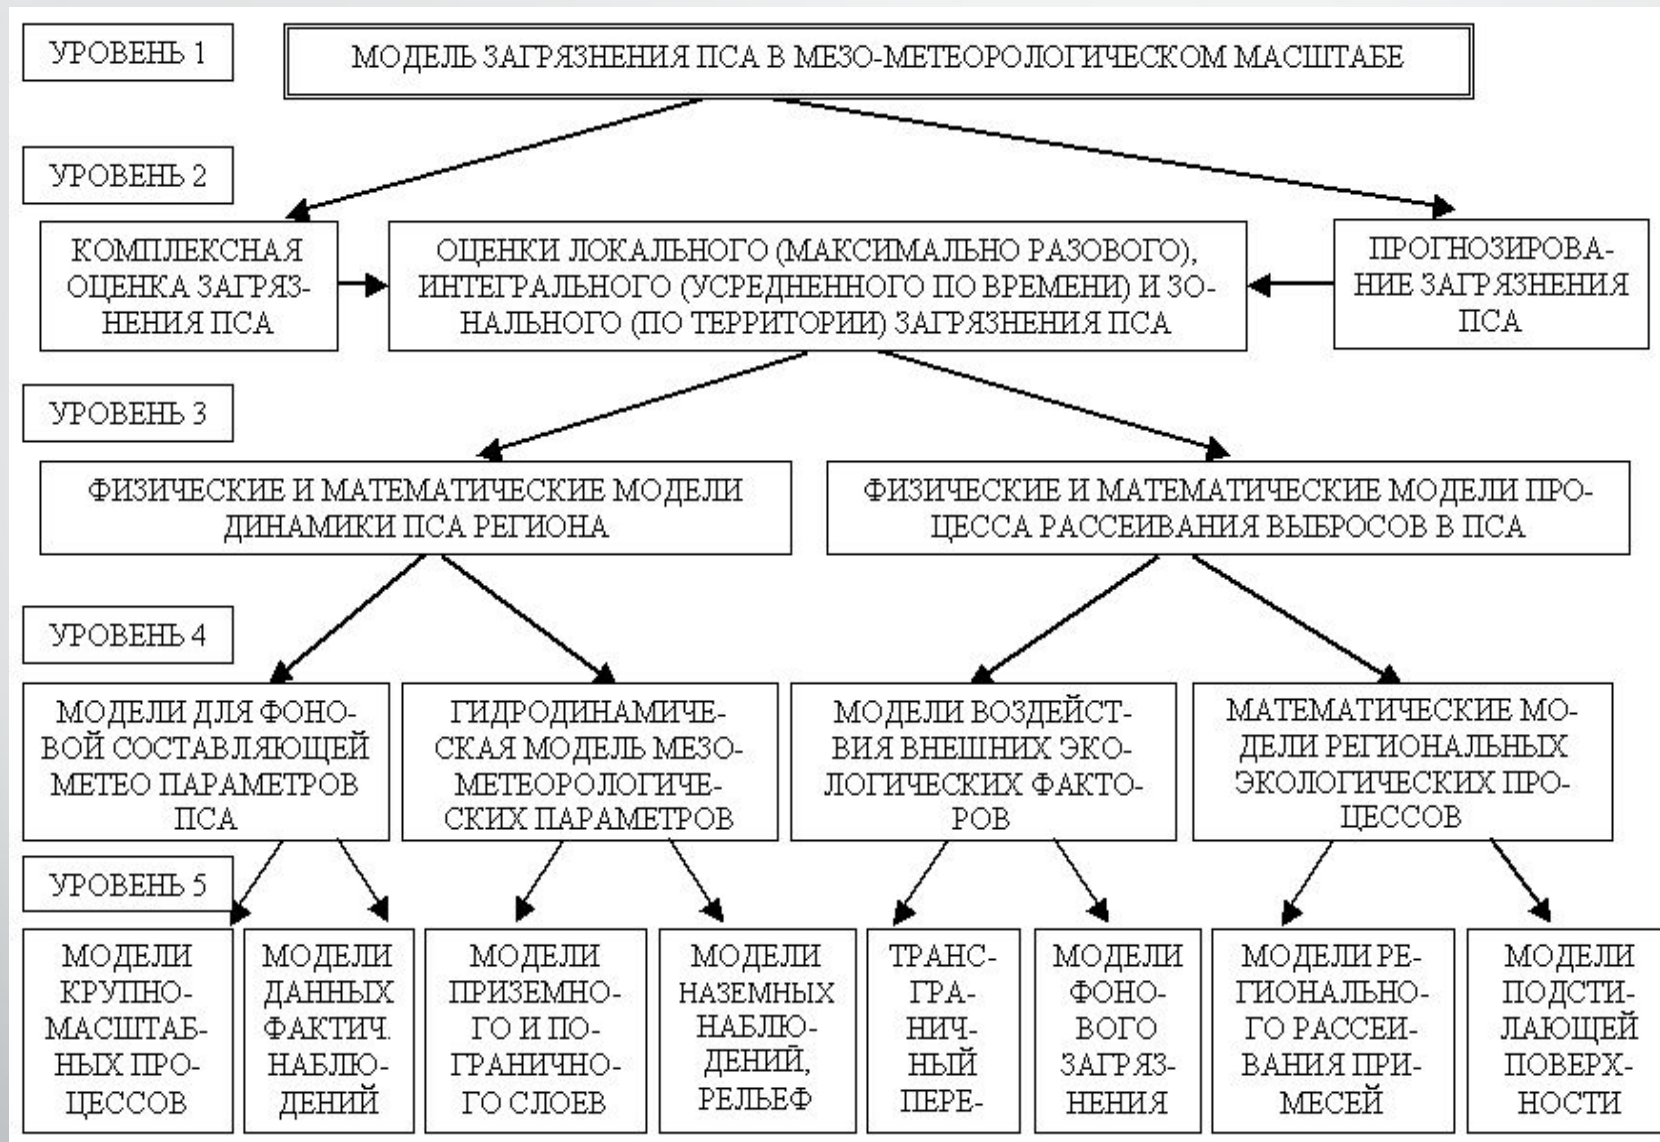 УРОВЕНЬ 1
МОДЕЛЬ ЗАГРЯЗНЕНИЯ ПСА В МЕЗО-МЕТЕОРОЛОГИЧЕСКОМ МАСШТАБЕ
УРОВЕНЬ 2
КОМПЛЕКСНАЯ
ОЦЕНКА ЗАГРЯЗ-
НЕНИЯ ПСА
ОЦЕНКИ ЛОКАЛЬНОГО (МАКСИМАЛЬНО РАЗОВОГО),
ИНТЕГРАЛЬНОГО (УСРЕДНЕННОГО ПО ВРЕМЕНИ) И ЗО-
НАЛЬНОГО (ПО ТЕРРИТОРИИ) ЗАГРЯЗНЕНИЯ ПСА
ПРОГНОЗИРОВА-
НИЕ ЗАГРЯЗНЕНИЯ
ПСА
УРОВЕНЬ 3
ФИЗИЧЕСКИЕ И МАТЕМАТИЧЕСКИЕ МОДЕЛИ
ДИНАМИКИ ПСА РЕГИОНА
ФИЗИЧЕСКИЕ И МАТЕМАТИЧЕСКИЕ МОДЕЛИ ПРО-
ЦЕССА РАССЕИВАНИЯ ВЫБРОСОВ В ПСА
УРОВЕНЬ 4
МОДЕЛИ ДЛЯ ФОНО-
ВОЙ СОСТАВЛЯЮЩЕЙ
МЕТЕО ПАРАМЕТРОВ
ПСА
ГИДРОДИНАМИЧЕ-
СКАЯ МОДЕЛЬ МЕЗО-
МЕТЕОРОЛОГИЧЕ-
СКИХ ПАРАМЕТРОВ
МОДЕЛИ ВОЗДЕЙСТ-
ВИЯ ВНЕШНИХ ЭКО-
ЛОГИЧЕСКИХ ФАКТО-
РОВ
МАТЕМАТИЧЕСКИЕ МО-
ДЕЛИ РЕГИОНАЛЬНЫХ
ЭКОЛОГИЧЕСКИХ ПРО-
ЦЕССОВ
УРОВЕНЬ 5
МОДЕЛИ
КРУПНО-
МАСШТАБ-
НЫХ ПРО-
ЦЕССОВ
МОДЕЛИ
ДАННЫХ
ФАКТИЧ.
НАБЛЮ-
ДЕНИЙ
МОДЕЛИ
ПРИЗЕМНО-
ГО И ПО-
ГРАНИЧНО-
ГО СЛОЕВ
МОДЕЛИ
НАЗЕМНЫХ
НАБЛЮ-
ДЕНИЙ,
РЕЛЬЕФ
ТРАНС-
ГРА-
НИЧ-
НЫЙ
ПЕРЕ-
МОДЕЛИ
ФОНО-
ВОГО
ЗАГРЯЗ-
НЕНИЯ
МОДЕЛИ РЕ-
ГИОНАЛЬНО-
ГО РАССЕИ-
ВАНИЯ ПРИ-
МЕСЕЙ
МОДЕЛИ
ПОДСТИ-
ЛАЮЩЕЙ
ПОВЕРХ-
НОСТИ